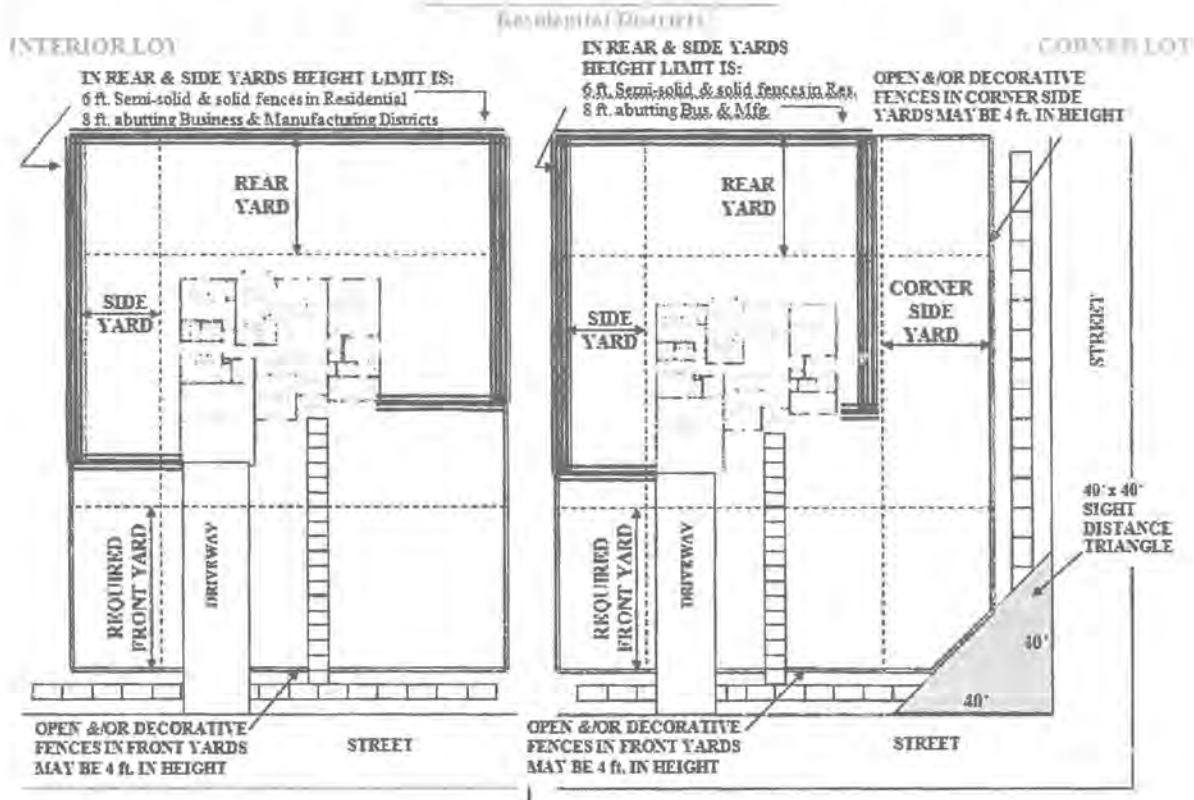 Residential Districts
INTERIOR LOY
CORNER LOT
IN REAR & SIDE YARDS HEIGHT LIMIT IS:
6 ft. Semi-solid & solid fences in Residential
8 ft. abutting Business & Manufactuzing Districts
REAR
YARD
SIDE
YARD
REQUIRED
FRONT YARD
DRIVEWAY
OPEN &/OR DECORATIVE
FENCES IN FRONT YARDS
MAY BE 4 ft. IN HEIGHT
STREET
IN REAR & SIDE YARDS
HEIGHT LIMIT IS:
6 ft. Semi-solid & solid fences in Res.
8 ft. abutting Bus. & Mfg.
OPEN &/OR DECORATIVE
FENCES IN CORNER SIDE
YARDS MAY BE 4 ft. IN HEIGHT
REAR
YARD
SIDE
YARD
CORNER
SIDE
YARD
STREET
40' x 40'
SIGHT
DISTANCE
TRIANGLE
40'
40'
REQUIRED
FRONT YARD
DRIVEWAY
OPEN &/OR DECORATIVE
FENCES IN FRONT YARDS
MAY BE 4 ft. IN HEIGHT
STREET